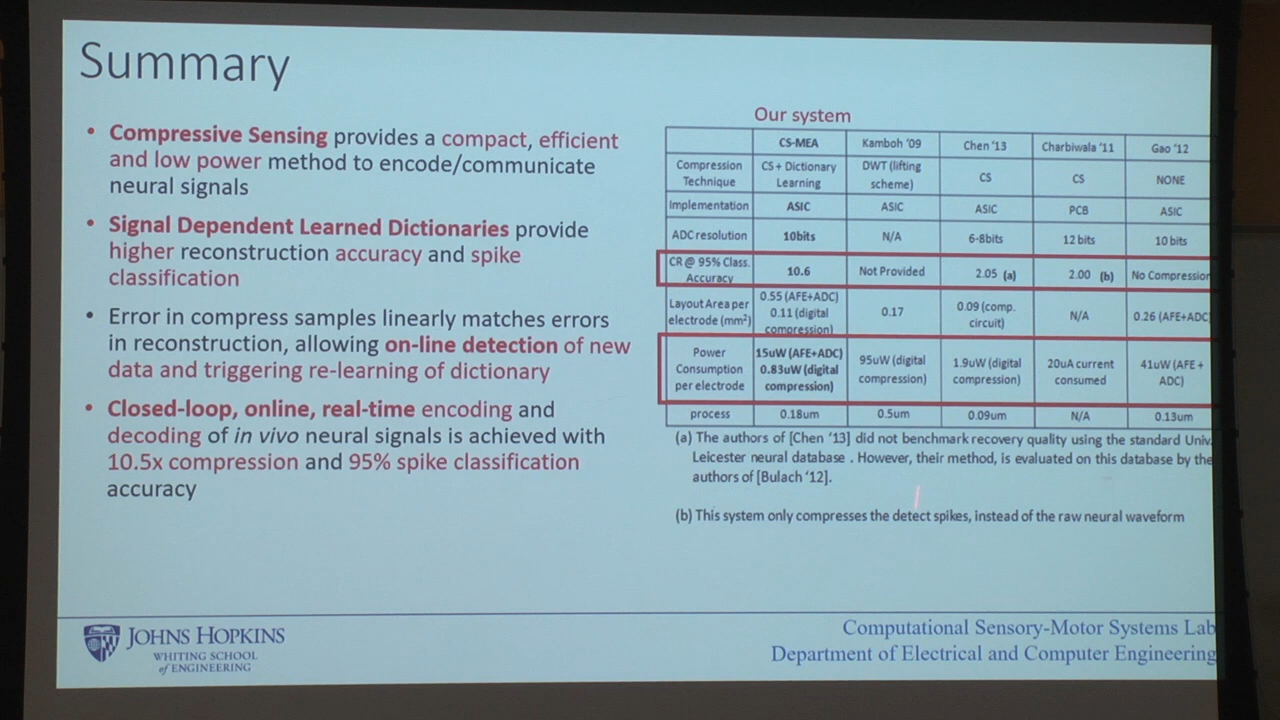 Summary
• Compressive Sensing provides a compact, efficient
and low power method to encode/communicate
neural signals
• Signal Dependent Learned Dictionaries provide
higher reconstruction accuracy and spike
classification
• Error in compress samples linearly matches errors
in reconstruction, allowing on-line detection of new
data and triggering re-learning of dictionary
• Closed-loop, online, real-time encoding and
decoding of in vivo neural signals is achieved with
10.5x compression and 95% spike classification
accuracy
Our system
CS-MEA Kamboh '09 Chen '13 Charbiwala '11 Gao '12
Compression Technique CS + Dictionary Learning DWT (lifting scheme) CS CS NONE
Implementation ASIC ASIC ASIC PCB ASIC
ADC resolution 10bits N/A 6-8bits 12 bits 10 bits
CR @ 95% Class. Accuracy 10.6 Not Provided 2.05 (a) 2.00 (b) No Compression
Layout Area per electrode (mm²) 0.55 (AFE+ADC) 0.11 (digital compression) 0.17 0.09 (comp. circuit) N/A 0.26 (AFE+ADC
Power Consumption per electrode 15uW (AFE+ADC) 0.83uW (digital compression) 95uW (digital compression) 1.9uW (digital compression) 20uA current consumed 41uW (AFE + ADC)
process 0.18um 0.5um 0.09um N/A 0.13um
(a) The authors of [Chen '13] did not benchmark recovery quality using the standard Univ.
Leicester neural database . However, their method, is evaluated on this database by the
authors of [Bulach '12].
(b) This system only compresses the detect spikes, instead of the raw neural waveform
JOHNS HOPKINS
WHITING SCHOOL
of ENGINEERING
Computational Sensory-Motor Systems Lab
Department of Electrical and Computer Engineering